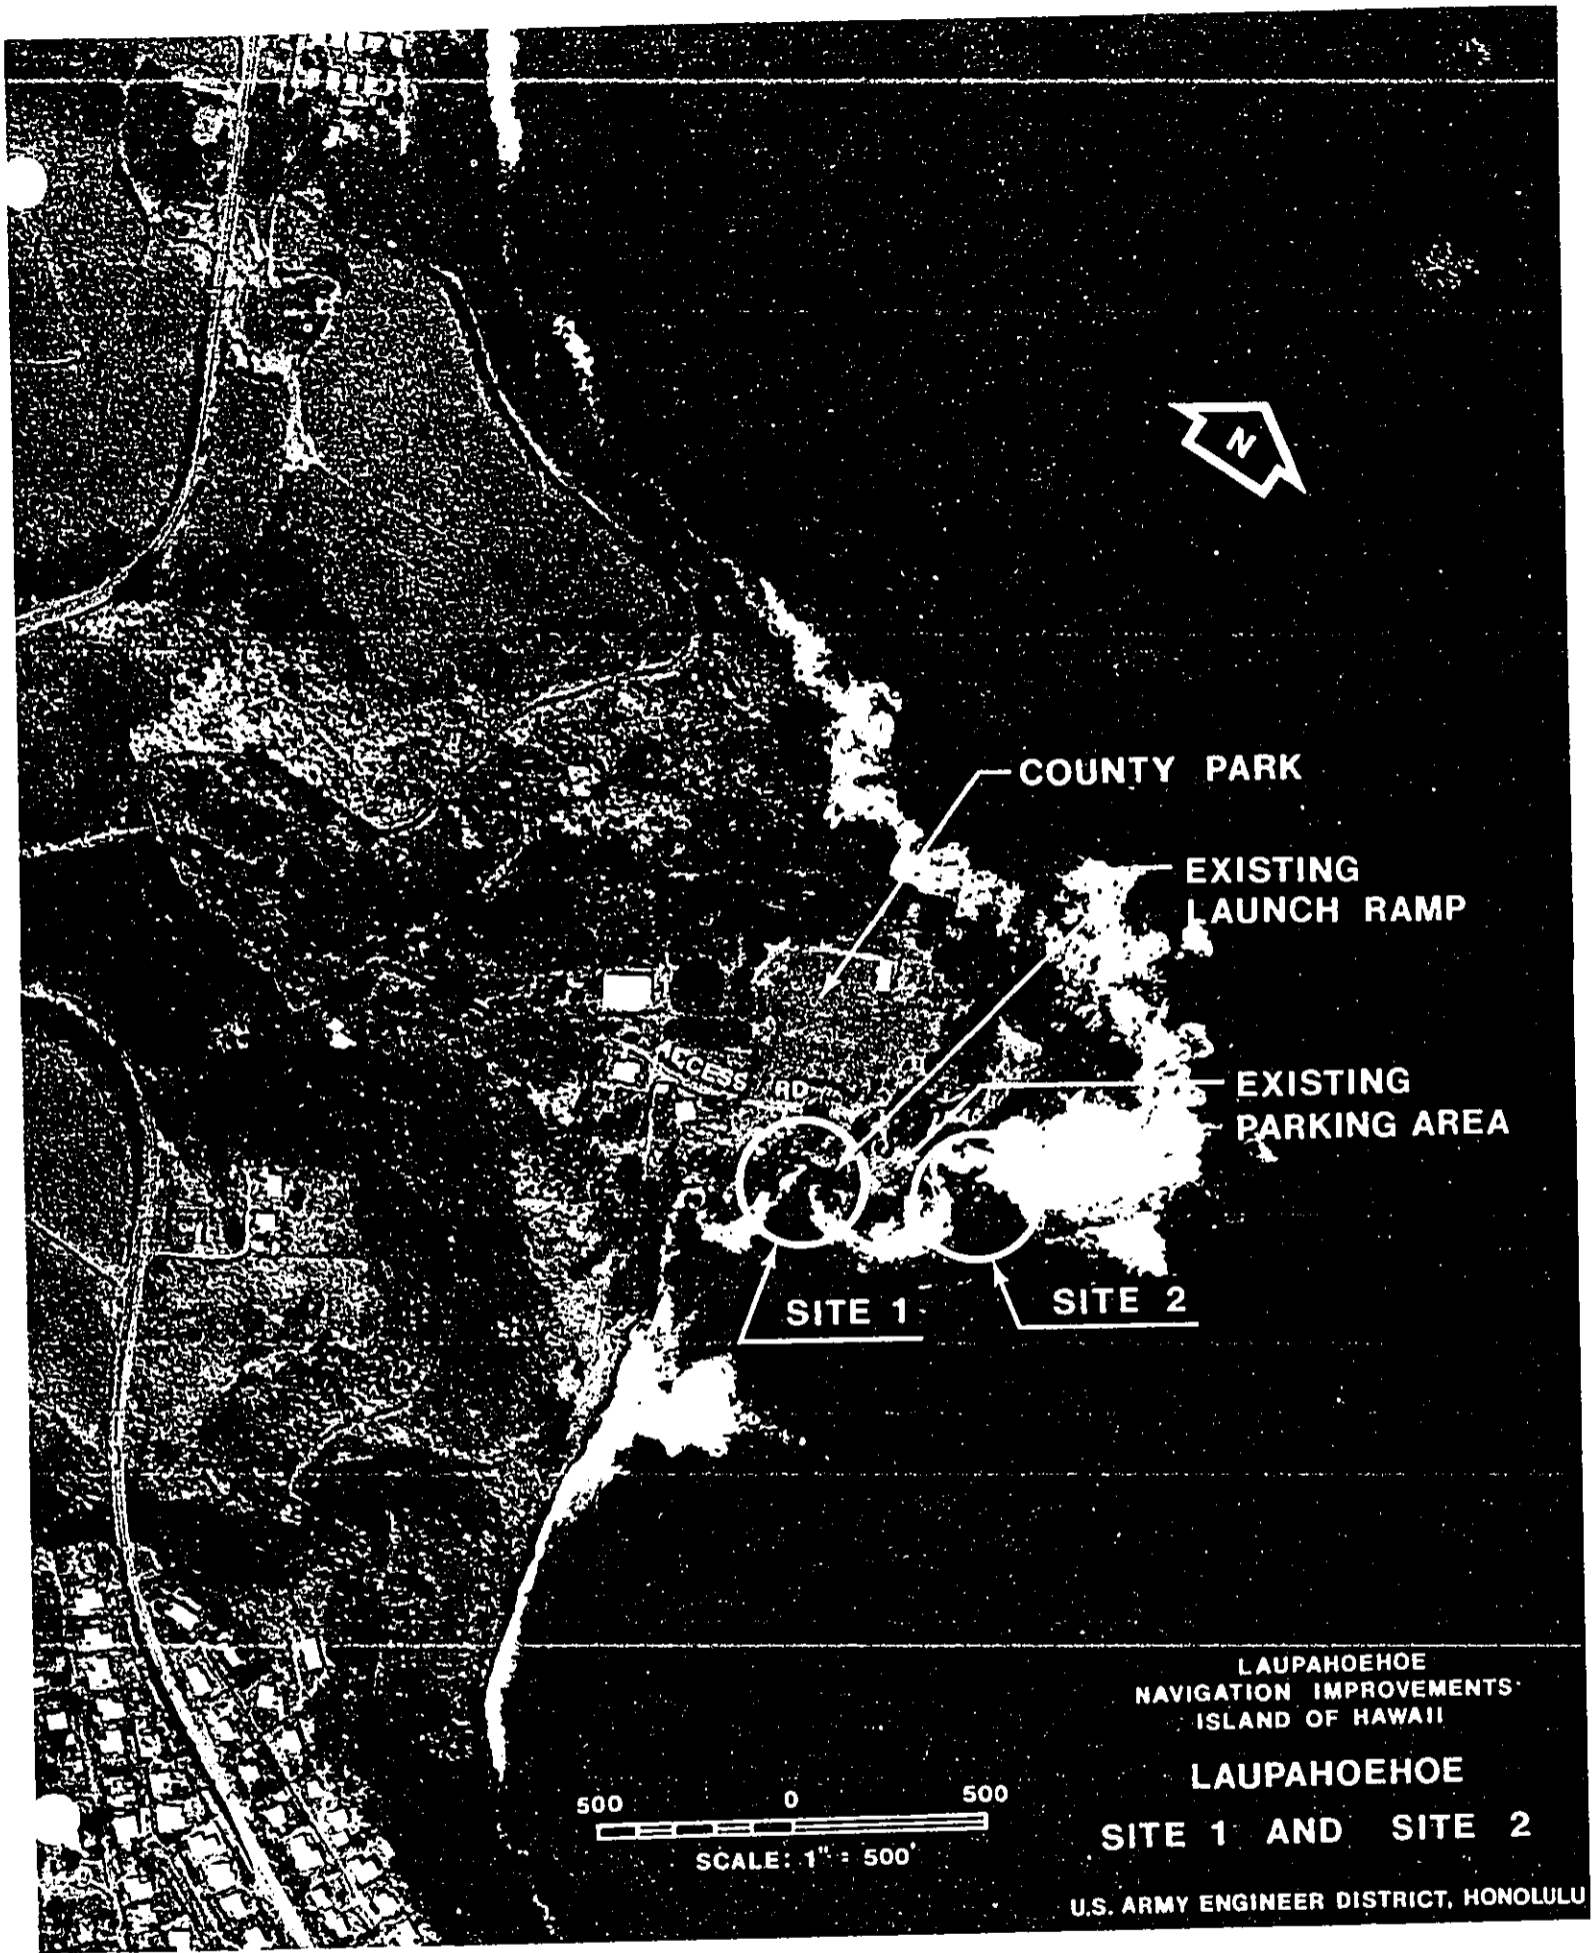 N
COUNTY PARK
EXISTING
LAUNCH RAMP
ACCESS RD
EXISTING
PARKING AREA
SITE 1
SITE 2
LAUPAHOEHOE
NAVIGATION IMPROVEMENTS
ISLAND OF HAWAII
LAUPAHOEHOE
SITE 1 AND SITE 2
500 0 500
SCALE: 1" = 500'
U.S. ARMY ENGINEER DISTRICT, HONOLULU